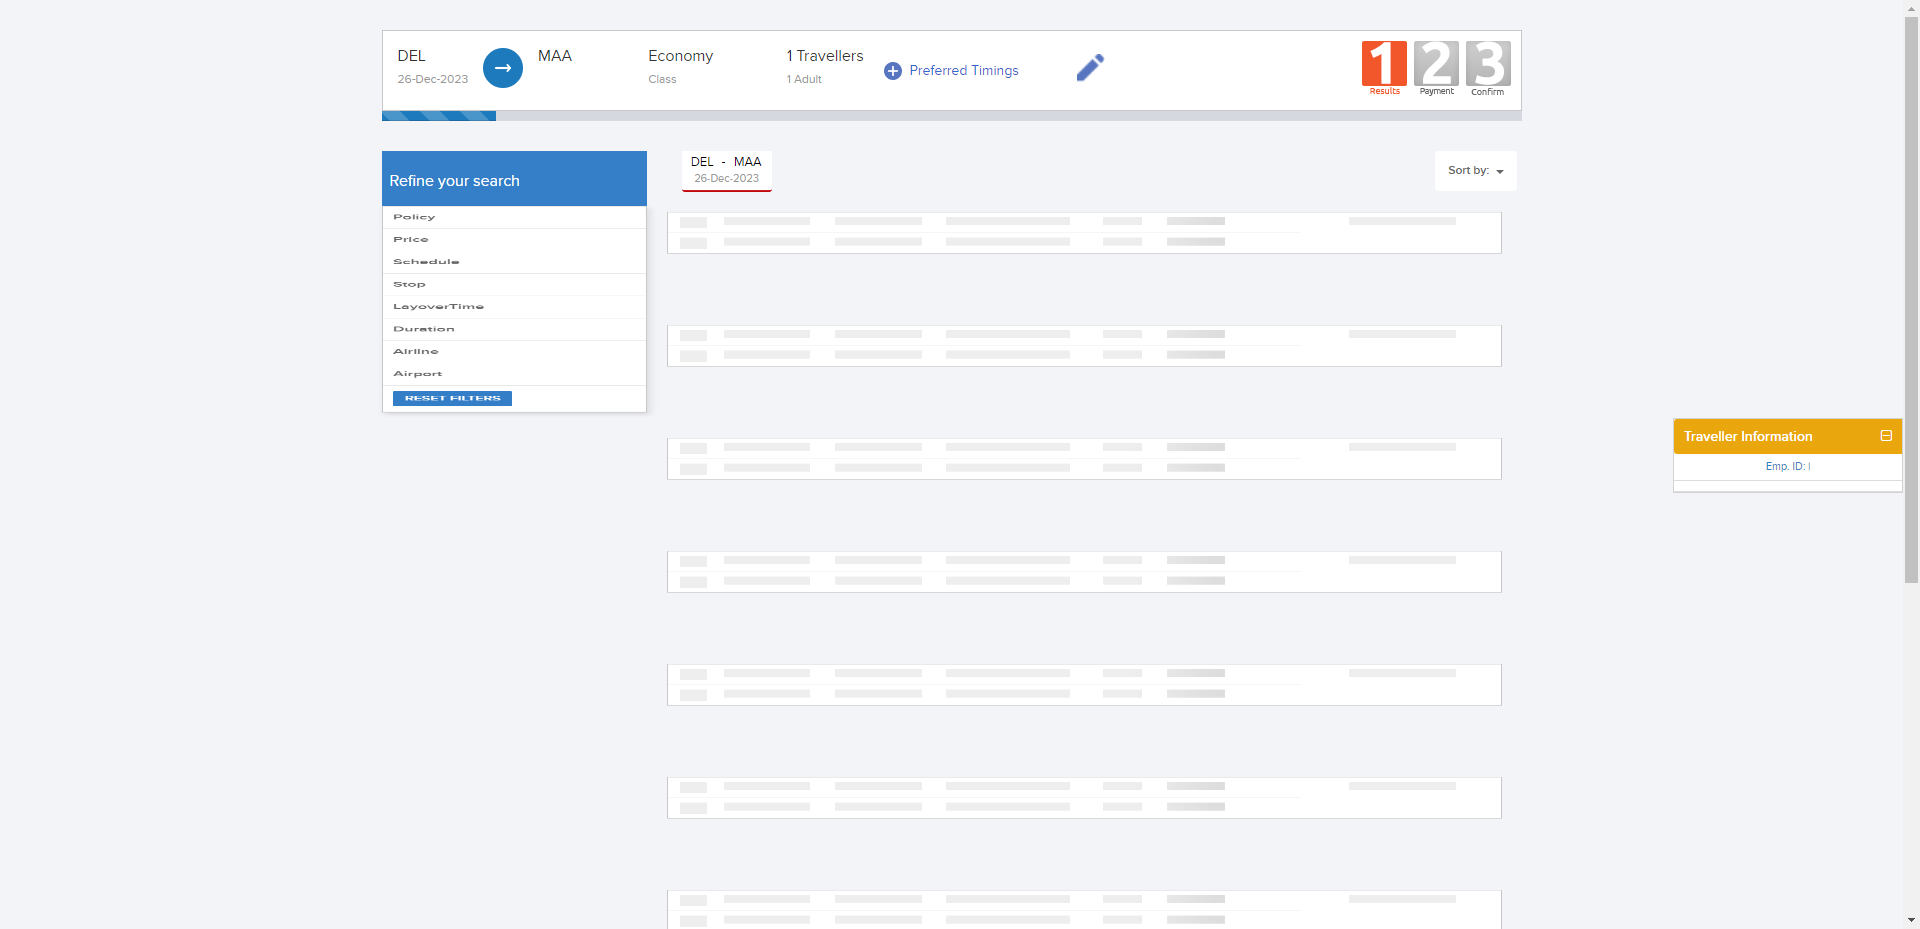 DEL
26-Dec-2023
MAA
Economy
Class
1 Travellers
1 Adult
Preferred Timings
1 2 3
Results Payment Confirm
Refine your search
Policy
Price
Schedule
Stop
LayoverTime
Duration
Airline
Airport
RESET FILTERS
DEL - MAA
26-Dec-2023
Sort by:
Traveller Information
Emp. ID: